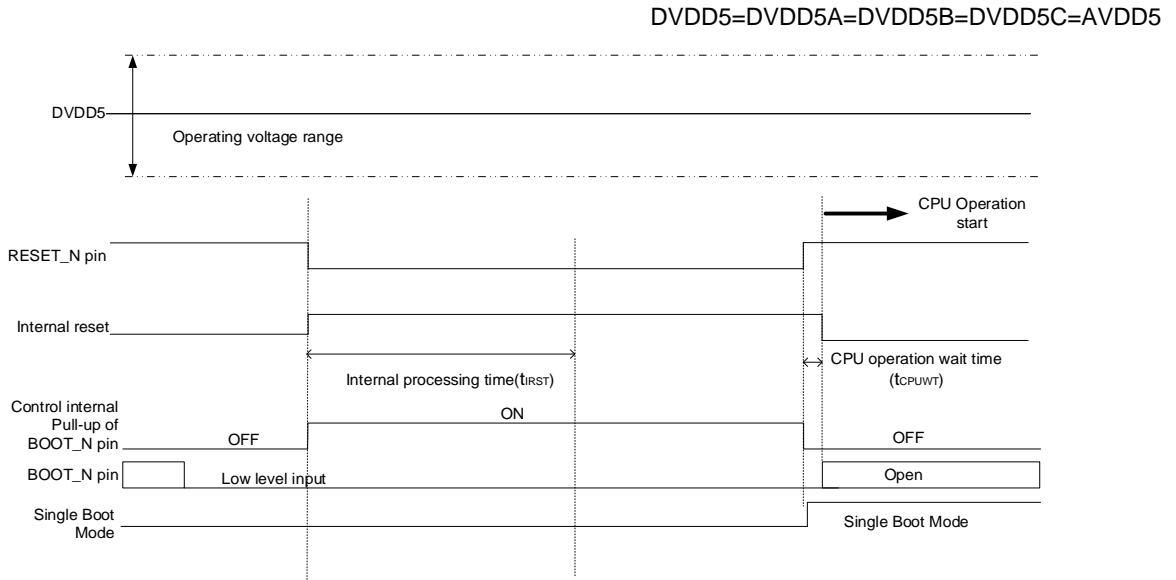 DVDD5=DVDD5A=DVDD5B=DVDD5C=AVDD5
DVDD5
Operating voltage range
CPU Operation
start
RESET_N pin
Internal reset
Internal processing time(tIRST)
CPU operation wait time
(tCPUWT)
Control internal
Pull-up of
BOOT_N pin
OFF
ON
OFF
BOOT_N pin
Low level input
Open
Single Boot
Mode
Single Boot Mode